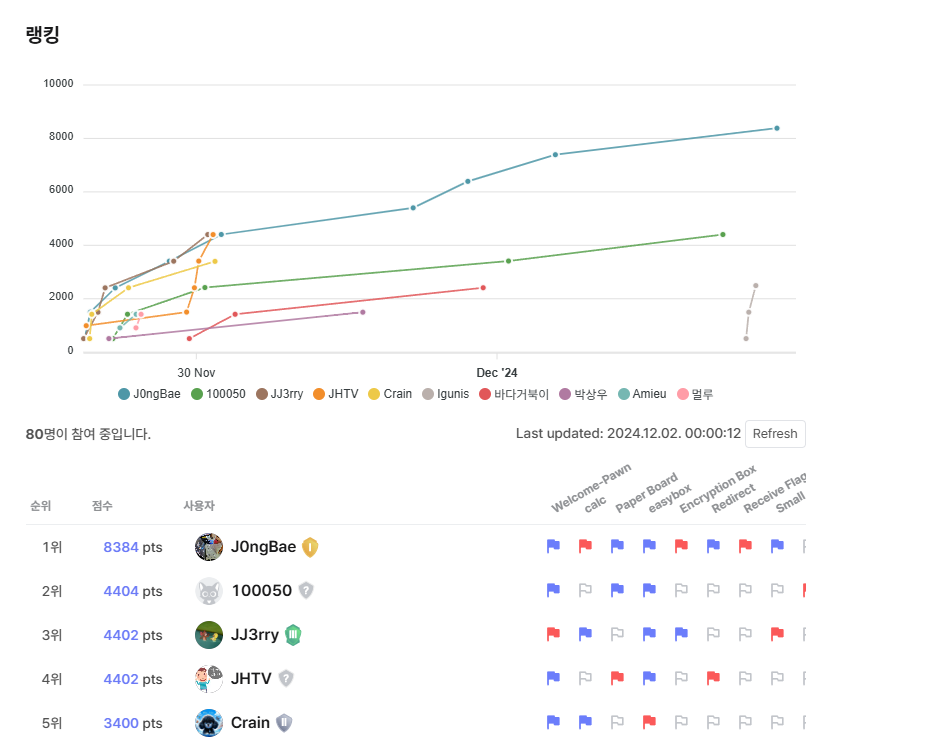 랭킹
10000
8000
6000
4000
2000
0
30 Nov
Dec '24
J0ngBae 100050 JJ3rry JHTV Crain Igunis 바다거북이 박상우 Amieu 멀루
80명이 참여 중입니다.
Last updated: 2024.12.02. 00:00:12 Refresh
순위 점수 사용자 Welcome-Pawn calc Paper Board easybox Encryption Box Redirect Receive Flag Small
1위 8384 pts J0ngBae I
2위 4404 pts 100050 ?
3위 4402 pts JJ3rry III
4위 4402 pts JHTV ?
5위 3400 pts Crain II